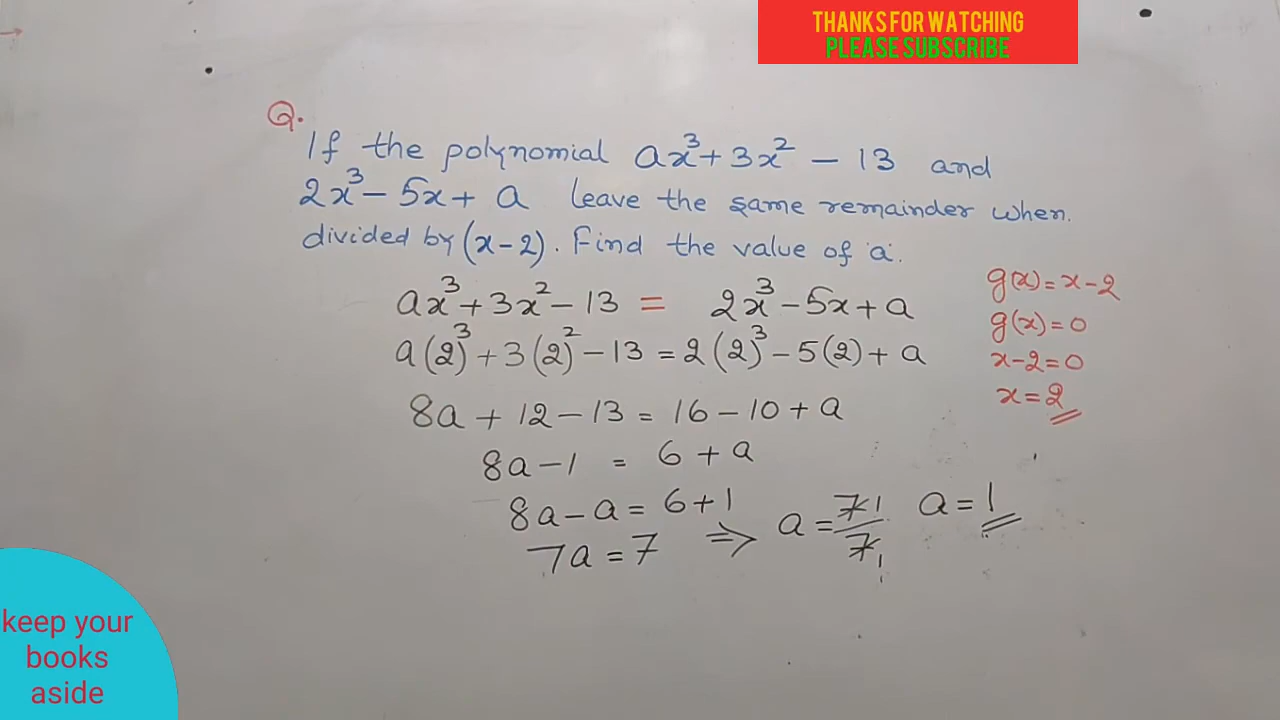 THANKS FOR WATCHING
PLEASE SUBSCRIBE
Q.
If the polynomial ax³+3x² – 13 and
2x³ – 5x + a leave the same remainder when.
divided by (x – 2). Find the value of 'a'.
ax³+3x²–13 = 2x³–5x+a
a(2)³+3(2)²–13 = 2(2)³–5(2)+a
8a + 12 – 13 = 16 – 10 + a
8a – 1 = 6 + a
8a – a = 6+1
7a = 7 ⇒ a = 7 1/7 1 a = 1
g(x) = x–2
g(x) = 0
x–2 = 0
x = 2
keep your
books
aside